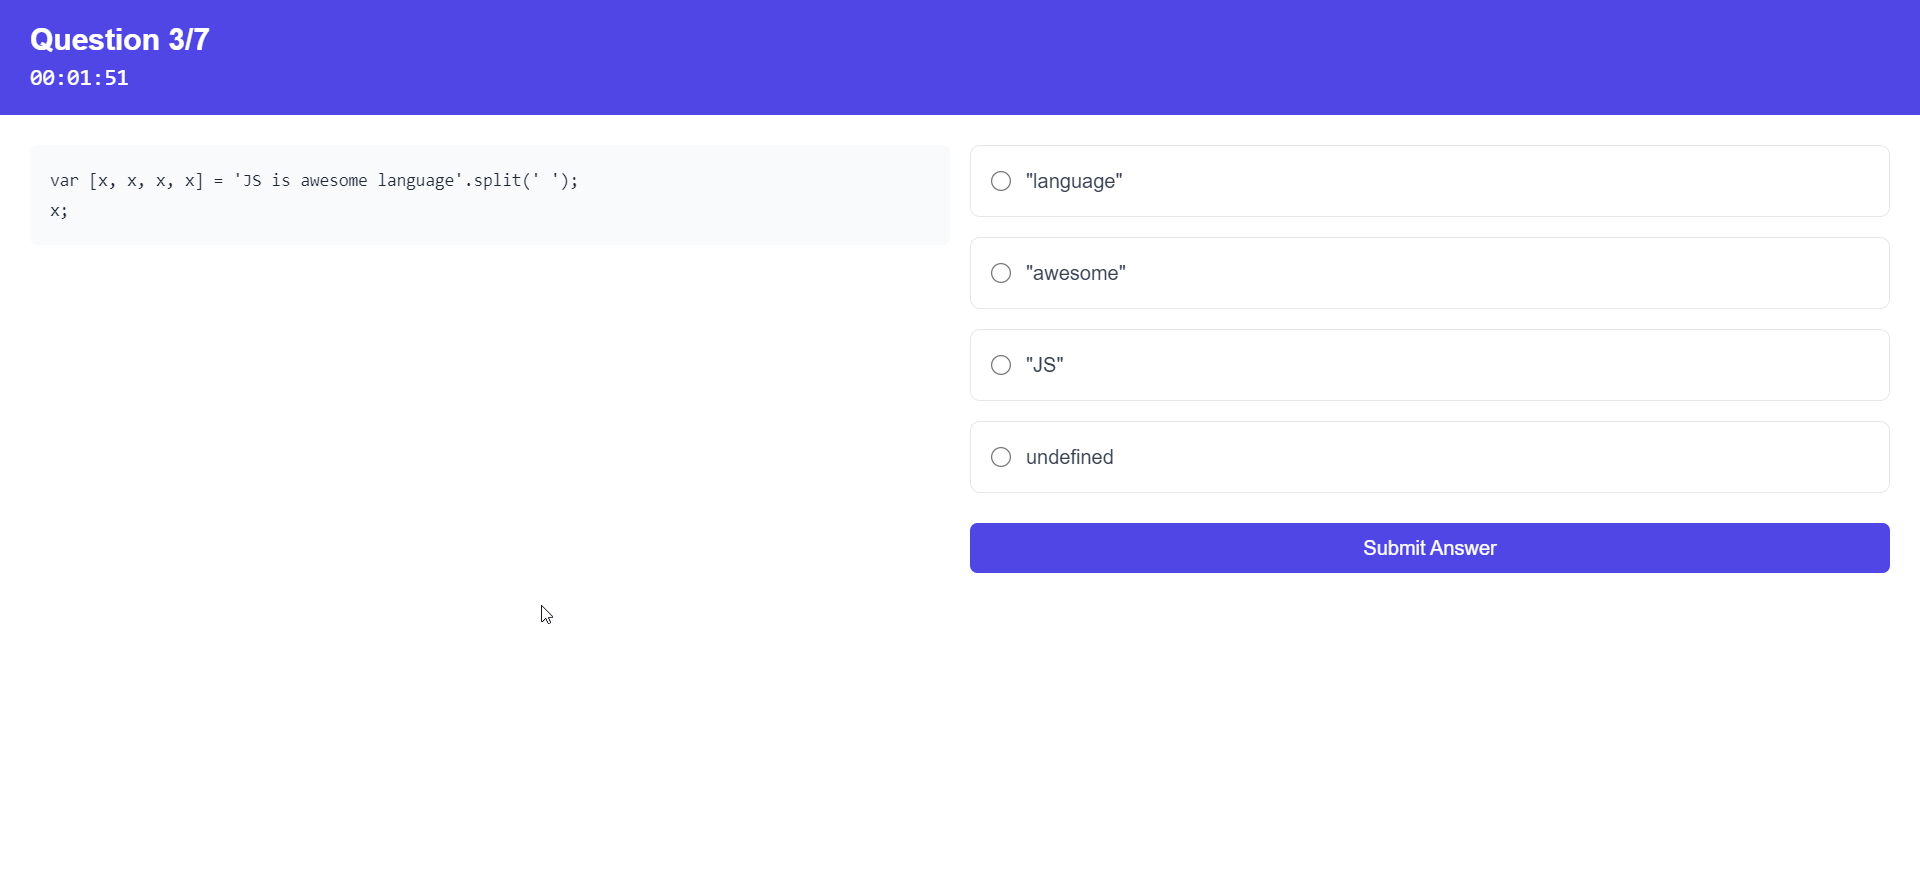 Question 3/7
00:01:51
var [x, x, x, x] = 'JS is awesome language'.split(' ');
x;
"language"
"awesome"
"JS"
undefined
Submit Answer